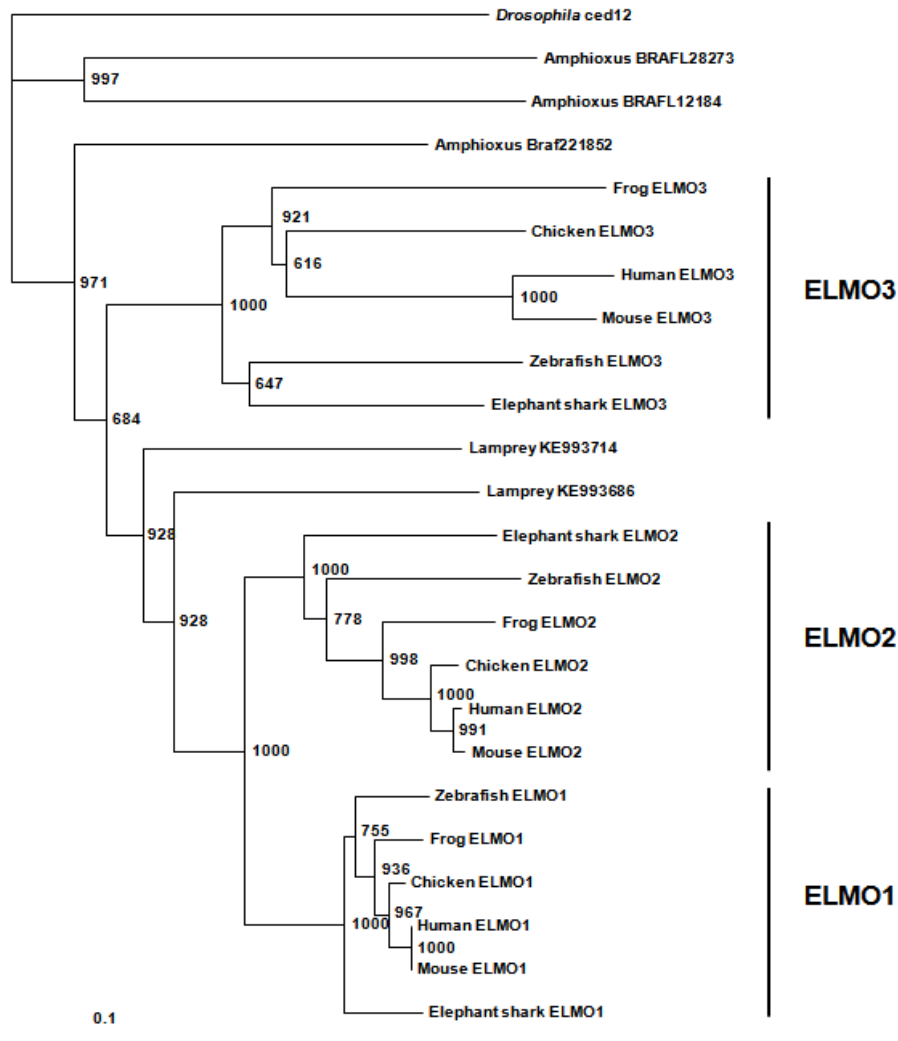 Drosophila ced12
Amphioxus BRAFL28273
997
Amphioxus BRAFL12184
Amphioxus Braf221852
Frog ELMO3
921
Chicken ELMO3
616
Human ELMO3
971
1000
1000
Mouse ELMO3
ELMO3
Zebrafish ELMO3
647
Elephant shark ELMO3
684
Lamprey KE993714
Lamprey KE993686
928
Elephant shark ELMO2
1000
Zebrafish ELMO2
928
778
Frog ELMO2
ELMO2
998
Chicken ELMO2
1000
Human ELMO2
991
1000
Mouse ELMO2
Zebrafish ELMO1
755
Frog ELMO1
936
Chicken ELMO1
ELMO1
967
1000
Human ELMO1
1000
Mouse ELMO1
Elephant shark ELMO1
0.1